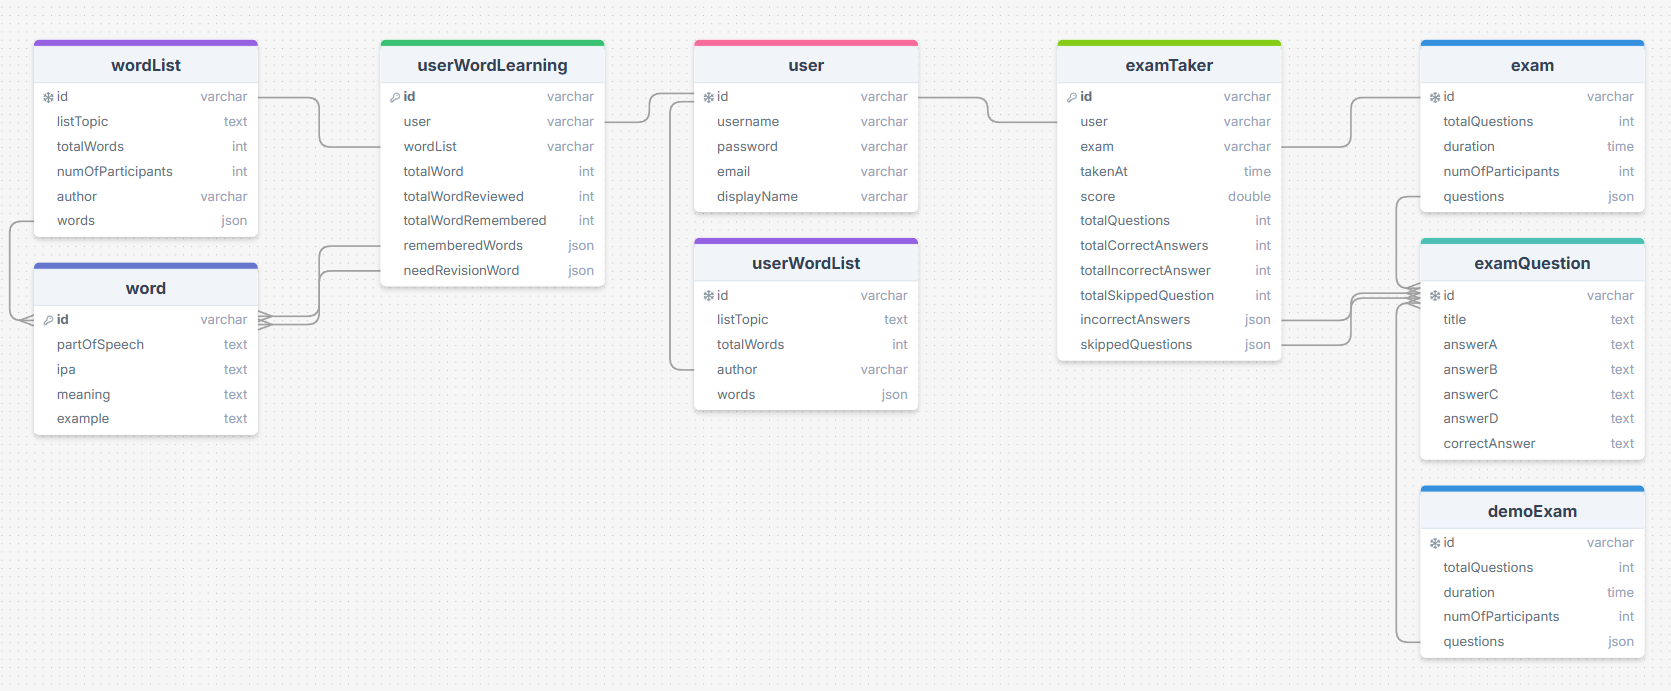 wordList
id varchar
listTopic text
totalWords int
numOfParticipants int
author varchar
words json
word
id varchar
partOfSpeech text
ipa text
meaning text
example text
userWordLearning
id varchar
user varchar
wordList varchar
totalWord int
totalWordReviewed int
totalWordRemembered int
rememberedWords json
needRevisionWord json
user
id varchar
username varchar
password varchar
email varchar
displayName varchar
userWordList
id varchar
listTopic text
totalWords int
author varchar
words json
examTaker
id varchar
user varchar
exam varchar
takenAt time
score double
totalQuestions int
totalCorrectAnswers int
totalIncorrectAnswer int
totalSkippedQuestion int
incorrectAnswers json
skippedQuestions json
exam
id varchar
totalQuestions int
duration time
numOfParticipants int
questions json
examQuestion
id varchar
title text
answerA text
answerB text
answerC text
answerD text
correctAnswer text
demoExam
id varchar
totalQuestions int
duration time
numOfParticipants int
questions json